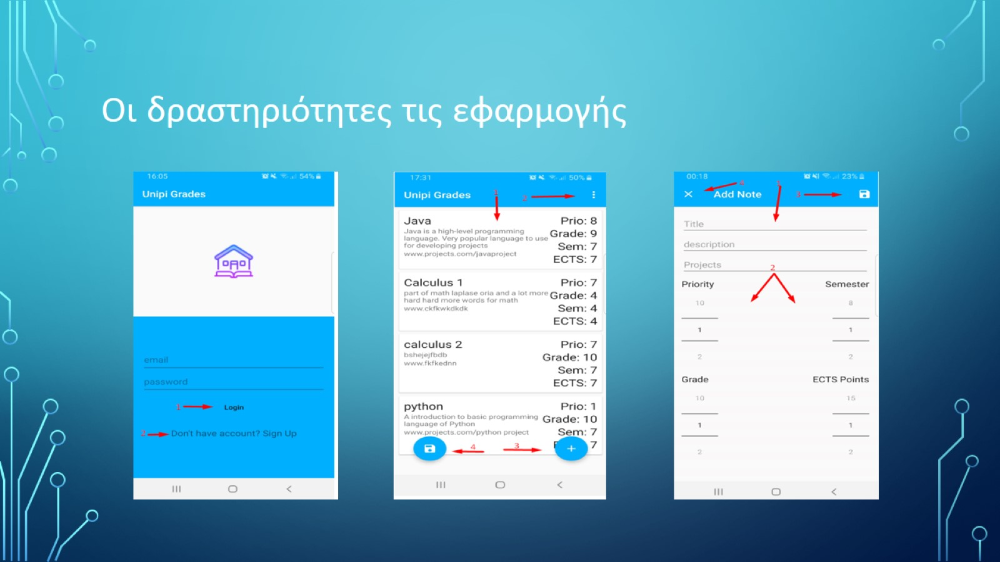 Οι δραστηριότητες τις εφαρμογής
16:05
54%
Unipi Grades
email
password
1
Login
2
Don't have account? Sign Up
17:31
50%
Unipi Grades
1
2
Java
Prio: 8
Java is a high-level programming
language. Very popular language to use
for developing projects
www.projects.com/javaproject
Grade: 9
Sem: 7
ECTS: 7
Calculus 1
Prio: 7
part of math laplase oria and a lot more
hard hard more words for math
www.ckfkwkdkdk
Grade: 4
Sem: 4
ECTS: 4
calculus 2
Prio: 7
bshejejfbdb
www.fkfkednn
Grade: 10
Sem: 7
ECTS: 7
python
Prio: 1
A introduction to basic programming
language of Python
www.projects.com/python project
Grade: 10
Sem: 7
7
4
3
+
00:18
23%
4
1
Add Note
3
Title
description
Projects
2
Priority
Semester
10
8
1
1
2
2
Grade
ECTS Points
10
15
1
1
2
2